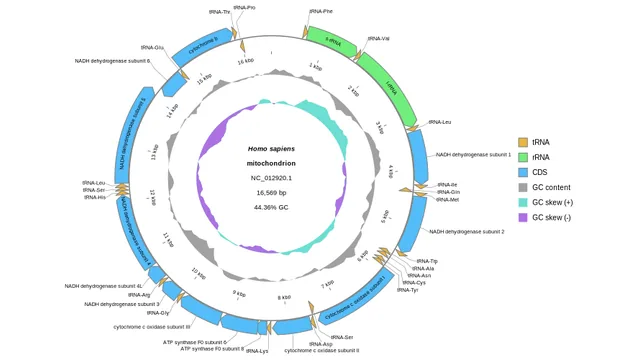 tRNA-Pro
tRNA-Thr
tRNA-Phe
cytochrome b
s-rRNA
tRNA-Val
tRNA-Glu
NADH dehydrogenase subunit 6
16 kbp
1 kbp
15 kbp
2 kbp
l-rRNA
14 kbp
3 kbp
tRNA-Leu
NADH dehydrogenase subunit 5
Homo sapiens
mitochondrion
NC_012920.1
16,569 bp
44.36% GC
13 kbp
NADH dehydrogenase subunit 1
4 kbp
tRNA-Leu
tRNA-Ser
tRNA-His
12 kbp
tRNA-Ile
tRNA-Gln
tRNA-Met
NADH dehydrogenase subunit 4
5 kbp
NADH dehydrogenase subunit 2
11 kbp
6 kbp
tRNA-Trp
tRNA-Ala
tRNA-Asn
tRNA-Cys
tRNA-Tyr
10 kbp
9 kbp
8 kbp
7 kbp
cytochrome c oxidase subunit I
NADH dehydrogenase subunit 4L
tRNA-Arg
NADH dehydrogenase subunit 3
tRNA-Gly
cytochrome c oxidase subunit III
ATP synthase F0 subunit 6
ATP synthase F0 subunit 8
tRNA-Lys
tRNA-Ser
tRNA-Asp
cytochrome c oxidase subunit II
tRNA
rRNA
CDS
GC content
GC skew (+)
GC skew (-)